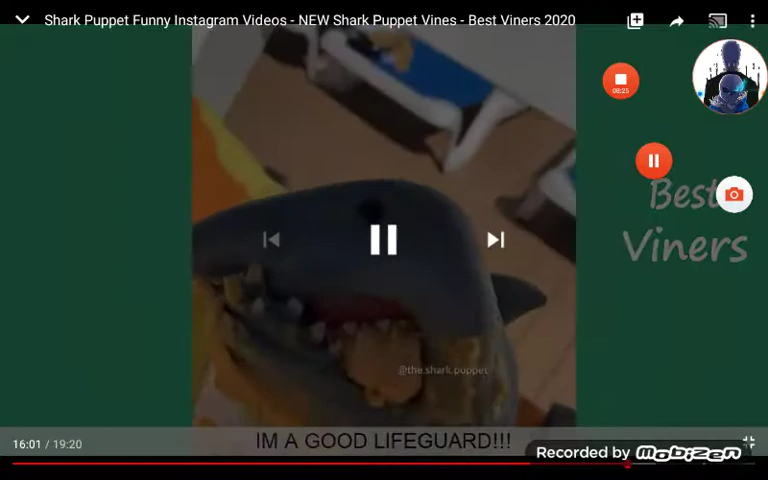 Shark Puppet Funny Instagram Videos - NEW Shark Puppet Vines - Best Viners 2020
08:25
Best
Viners
@the.shark.puppet
16:01 / 19:20
IM A GOOD LIFEGUARD!!!
Recorded by Mobizen